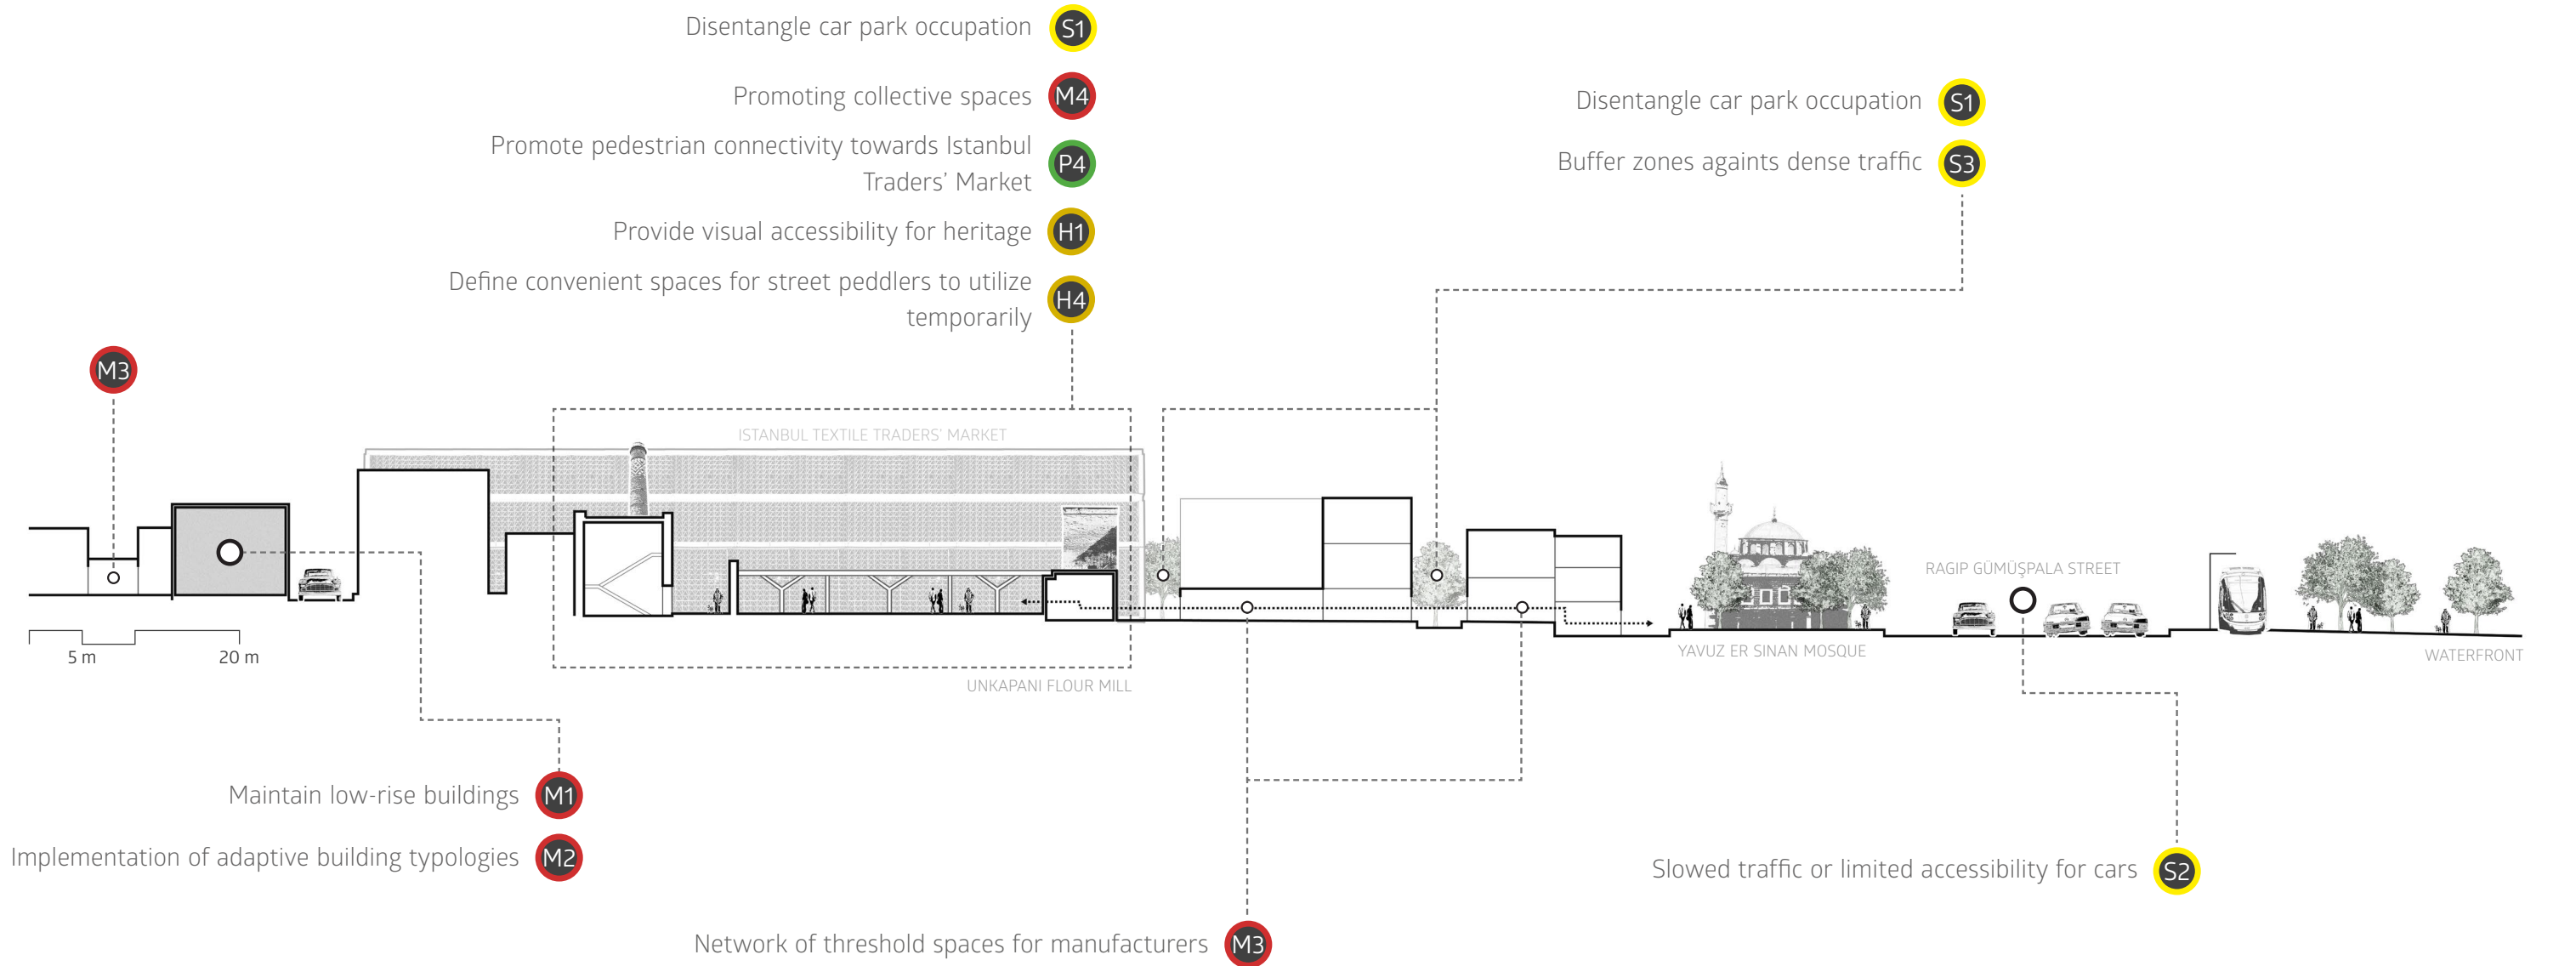 Disentangle car park occupation S1
Promoting collective spaces M4
Promote pedestrian connectivity towards Istanbul
Traders' Market P4
Provide visual accessibility for heritage H1
Define convenient spaces for street peddlers to utilize
temporarily H4
Disentangle car park occupation S1
Buffer zones againts dense traffic S3
M3
ISTANBUL TEXTILE TRADERS' MARKET
RAGIP GÜMÜŞPALA STREET
YAVUZ ER SINAN MOSQUE
WATERFRONT
5 m 20 m
UNKAPANI FLOUR MILL
Maintain low-rise buildings M1
Implementation of adaptive building typologies M2
Slowed traffic or limited accessibility for cars S2
Network of threshold spaces for manufacturers M3